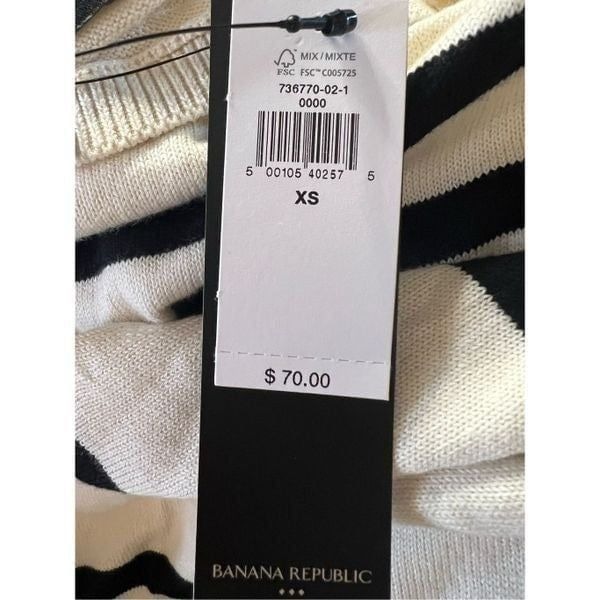 MIX / MIXTE
FSC FSC™ C005725
736770-02-1
0000
5 00105 40257 5
XS
$ 70.00
BANANA REPUBLIC